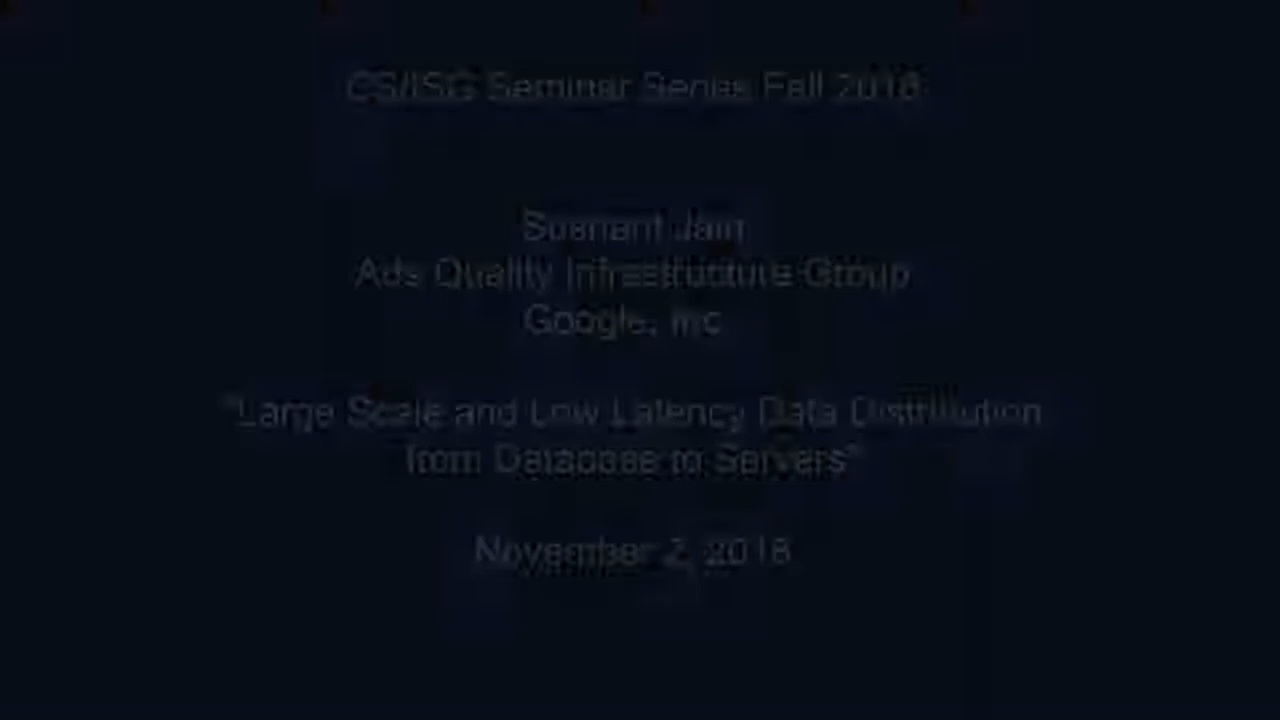 CS/ISG Seminar Series Fall 2018
Sushant Jain
Ads Quality Infrastructure Group
Google, Inc
"Large Scale and Low Latency Data Distribution
from Database to Servers"
November 2, 2018